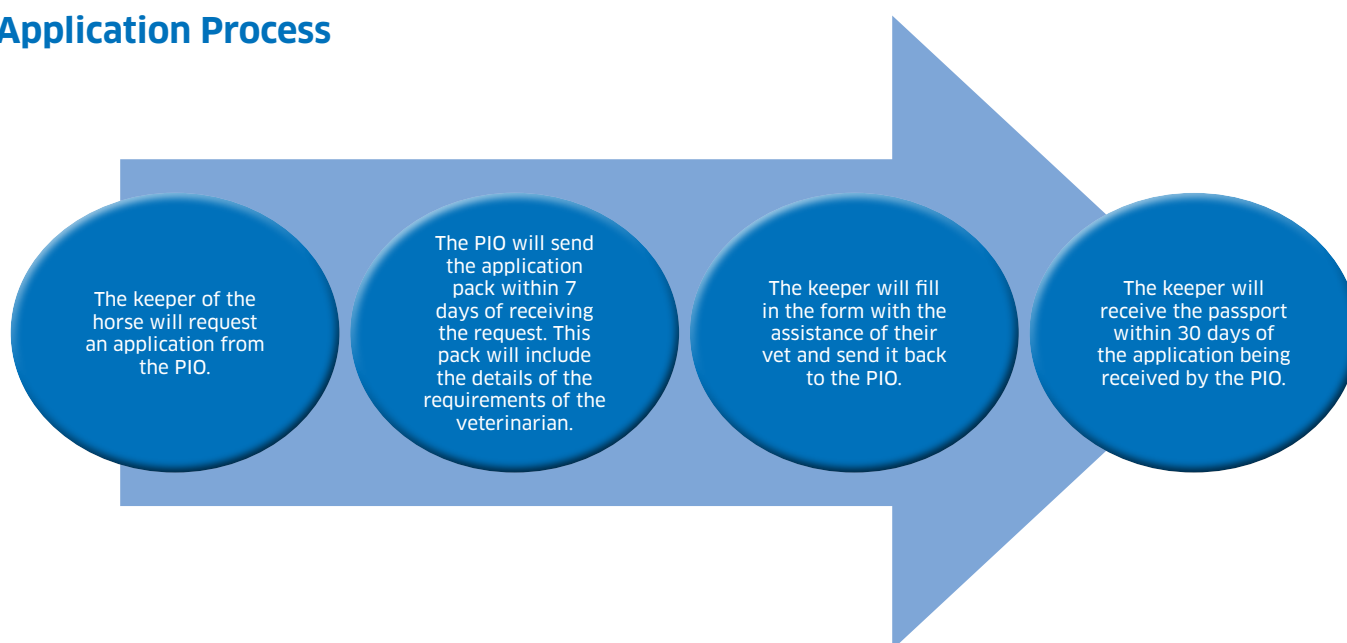 Application Process
The keeper of the
horse will request
an application from
the PIO.
The PIO will send
the application
pack within 7
days of receiving
the request. This
pack will include
the details of the
requirements of the
veterinarian.
The keeper will fill
in the form with the
assistance of their
vet and send it back
to the PIO.
The keeper will
receive the passport
within 30 days of
the application being
received by the PIO.